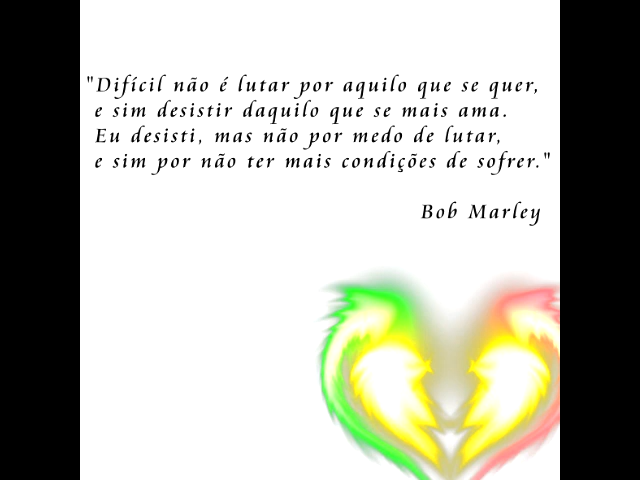 "Difícil não é lutar por aquilo que se quer,
e sim desistir daquilo que se mais ama.
Eu desisti, mas não por medo de lutar,
e sim por não ter mais condições de sofrer."
Bob Marley